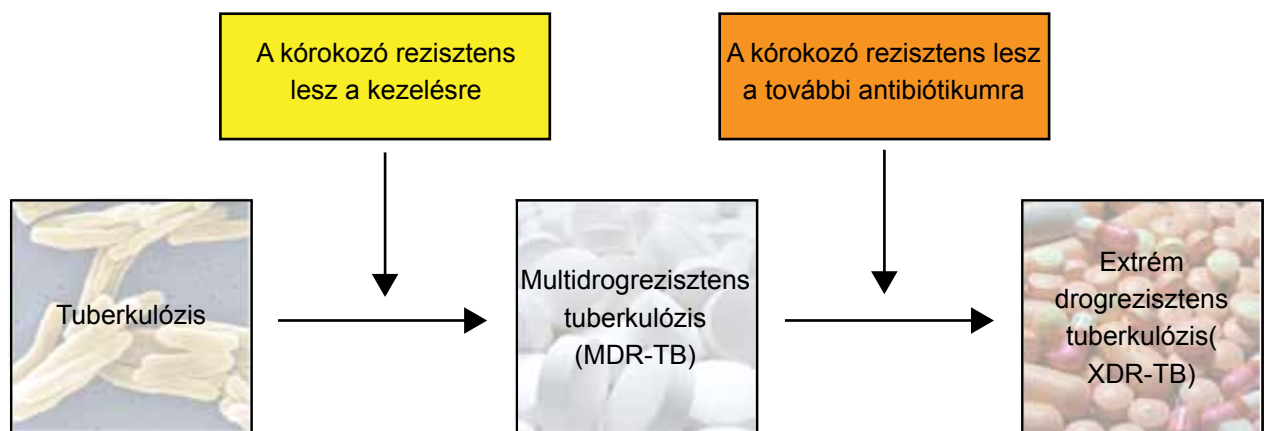 A kórokozó rezisztens
lesz a kezelésre
A kórokozó rezisztens lesz
a további antibiótikumra
Tuberkulózis
Multidrogrezisztens
tuberkulózis
(MDR-TB)
Extrém
drogrezisztens
tuberkulózis(
XDR-TB)